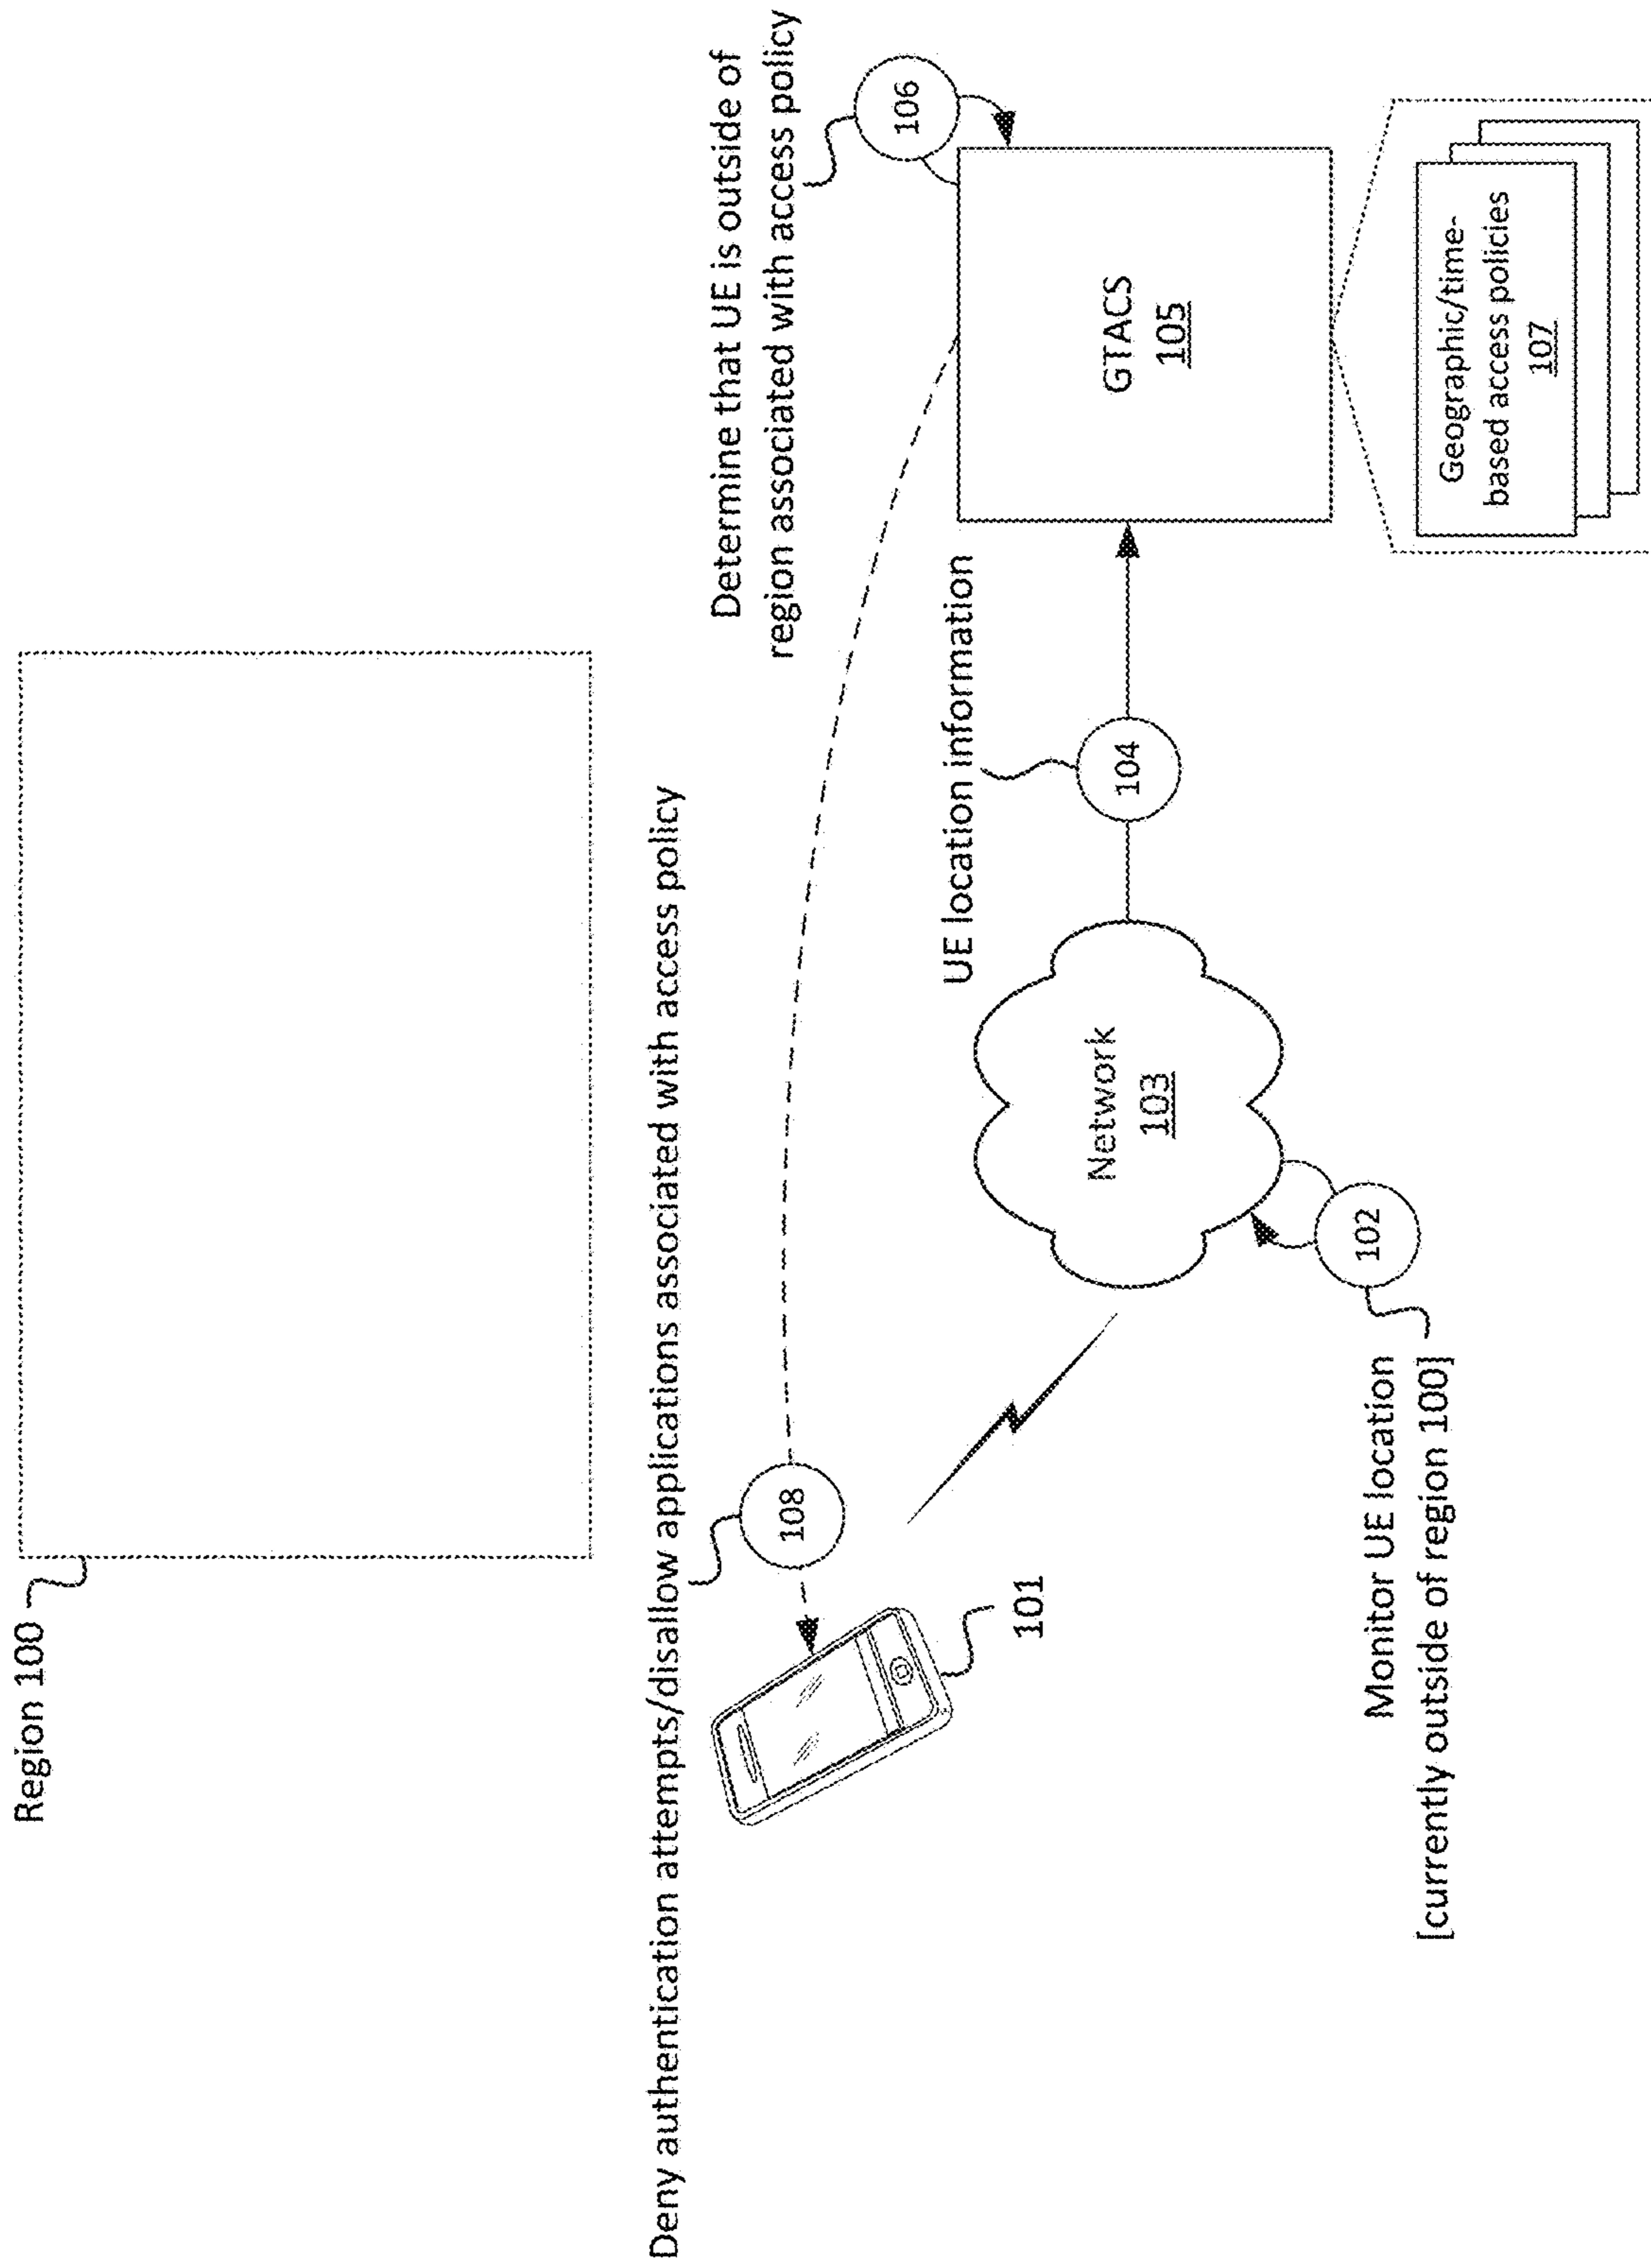 Region 100
Deny authentication attempts/disallow applications associated with access policy
108
101
Determine that UE is outside of
region associated with access policy
106
UE location information
104
Network
103
GTACS
105
102
Monitor UE location
[currently outside of region 100]
Geographic/time-
based access policies
107